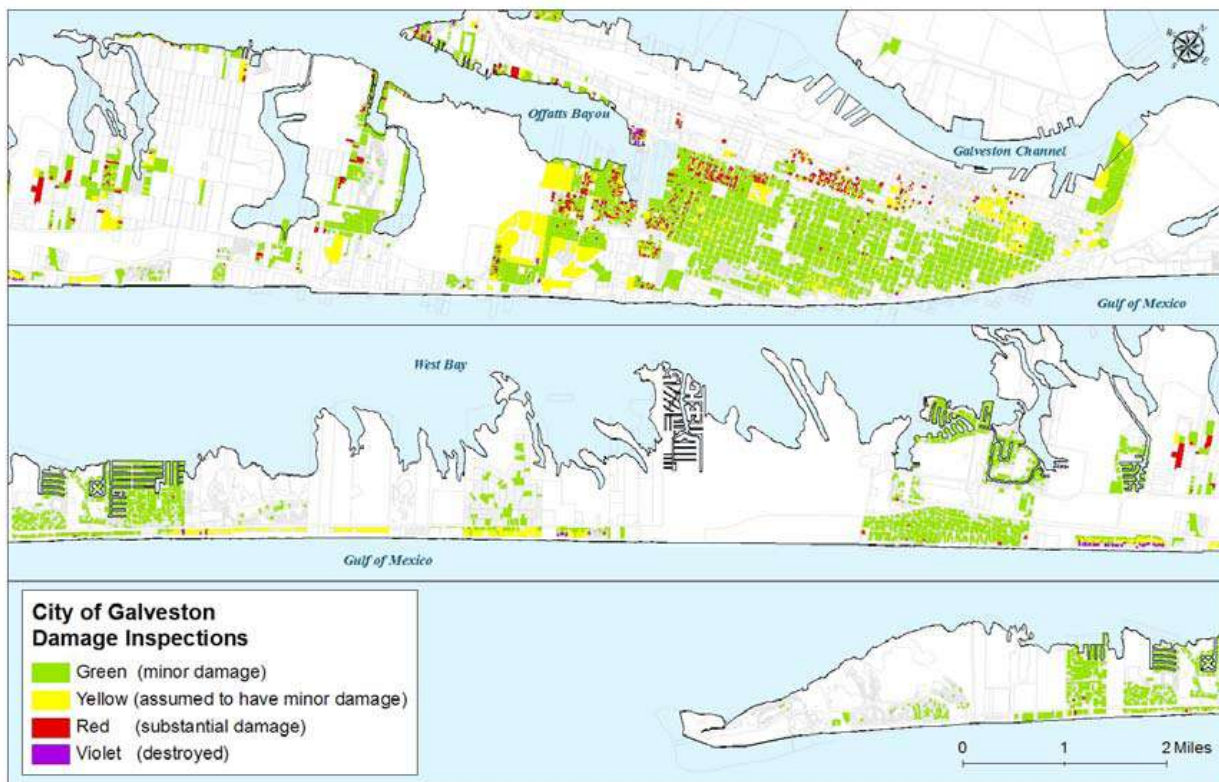 Offatts Bayou
Galveston Channel
Gulf of Mexico
West Bay
Gulf of Mexico
City of Galveston
Damage Inspections
Green (minor damage)
Yellow (assumed to have minor damage)
Red (substantial damage)
Violet (destroyed)
0 1 2 Miles